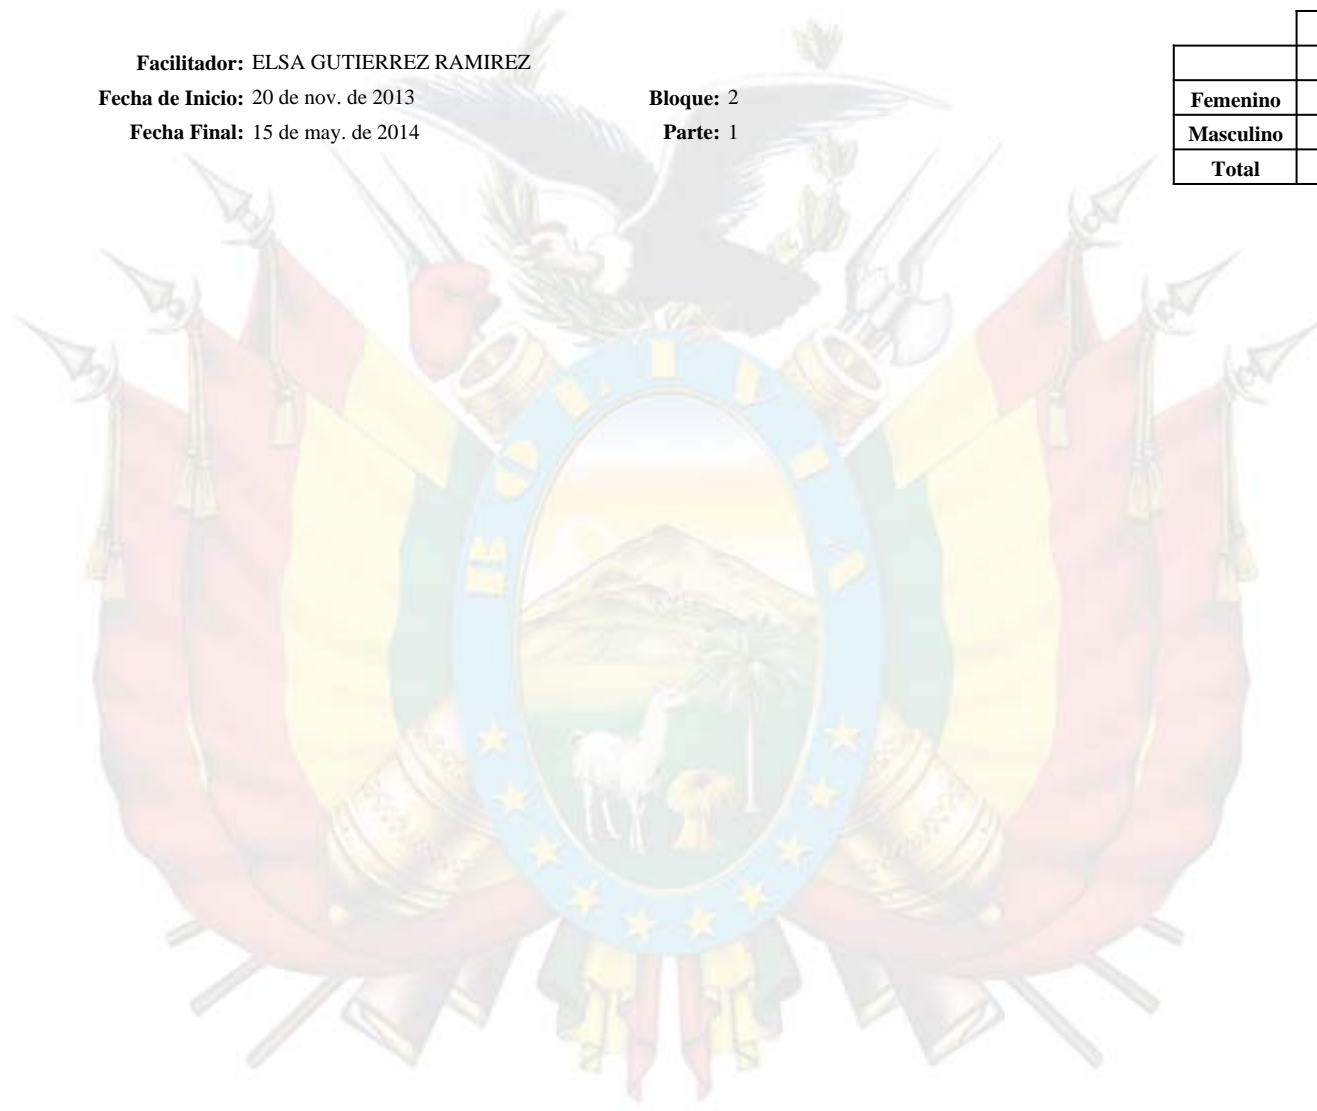 Facilitador: ELSA GUTIERREZ RAMIREZ
Fecha de Inicio: 20 de nov. de 2013 Bloque: 2
Fecha Final: 15 de may. de 2014 Parte: 1
Femenino
Masculino
Total
BOLIVIA